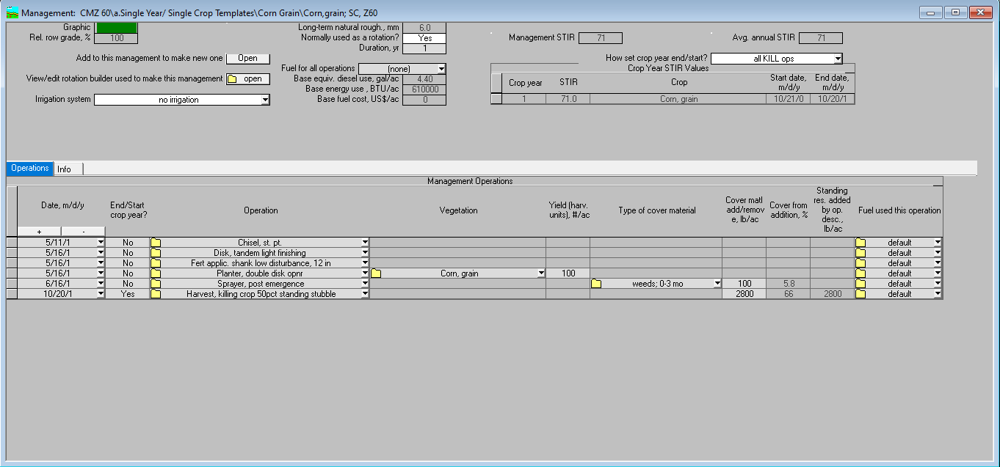 Management: CMZ 60\a.Single Year/ Single Crop Templates\Corn Grain\Corn,grain; SC, Z60
Graphic
Rel. row grade, % 100
Add to this management to make new one Open
View/edit rotation builder used to make this management open
Irrigation system no irrigation
Long-term natural rough., mm 6.0
Normally used as a rotation? Yes
Duration, yr 1
Fuel for all operations (none)
Base equiv. diesel use, gal/ac 4.40
Base energy use , BTU/ac 610000
Base fuel cost, US$/ac 0
Management STIR 71
Avg. annual STIR 71
How set crop year end/start? all KILL ops
Crop Year STIR Values
Crop year STIR Crop Start date, m/d/y End date, m/d/y
1 71.0 Corn, grain 10/21/0 10/20/1
Operations Info
Management Operations
Date, m/d/y End/Start crop year? Operation Vegetation Yield (harv. units), #/ac Type of cover material Cover matl add/remov e, lb/ac Cover from addition, % Standing res. added by op. desc., lb/ac Fuel used this operation
+ -
5/11/1 No Chisel, st. pt. default
5/16/1 No Disk, tandem light finishing default
5/16/1 No Fert applic. shank low disturbance, 12 in default
5/16/1 No Planter, double disk opnr Corn, grain 100 default
6/16/1 No Sprayer, post emergence weeds; 0-3 mo 100 5.8 default
10/20/1 Yes Harvest, killing crop 50pct standing stubble 2800 66 2800 default